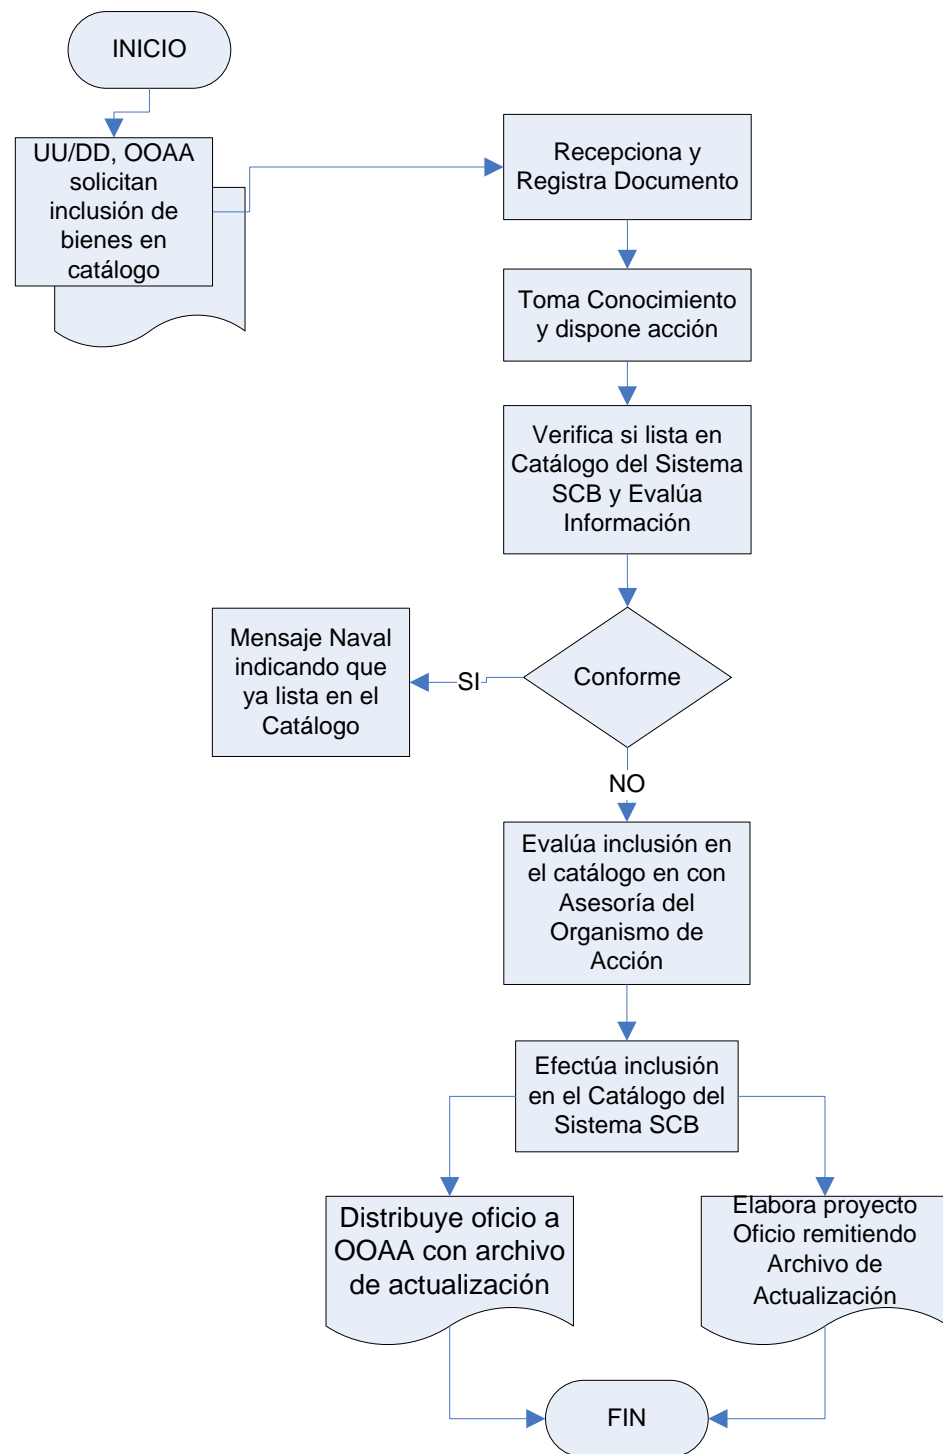 INICIO
UU/DD, OOAA
solicitan
inclusión de
bienes en
catálogo
Recepciona y
Registra Documento
Toma Conocimiento
y dispone acción
Verifica si lista en
Catálogo del Sistema
SCB y Evalúa
Información
Conforme
SI
Mensaje Naval
indicando que
ya lista en el
Catálogo
NO
Evalúa inclusión en
el catálogo en con
Asesoría del
Organismo de
Acción
Efectúa inclusión
en el Catálogo del
Sistema SCB
Distribuye oficio a
OOAA con archivo
de actualización
Elabora proyecto
Oficio remitiendo
Archivo de
Actualización
FIN